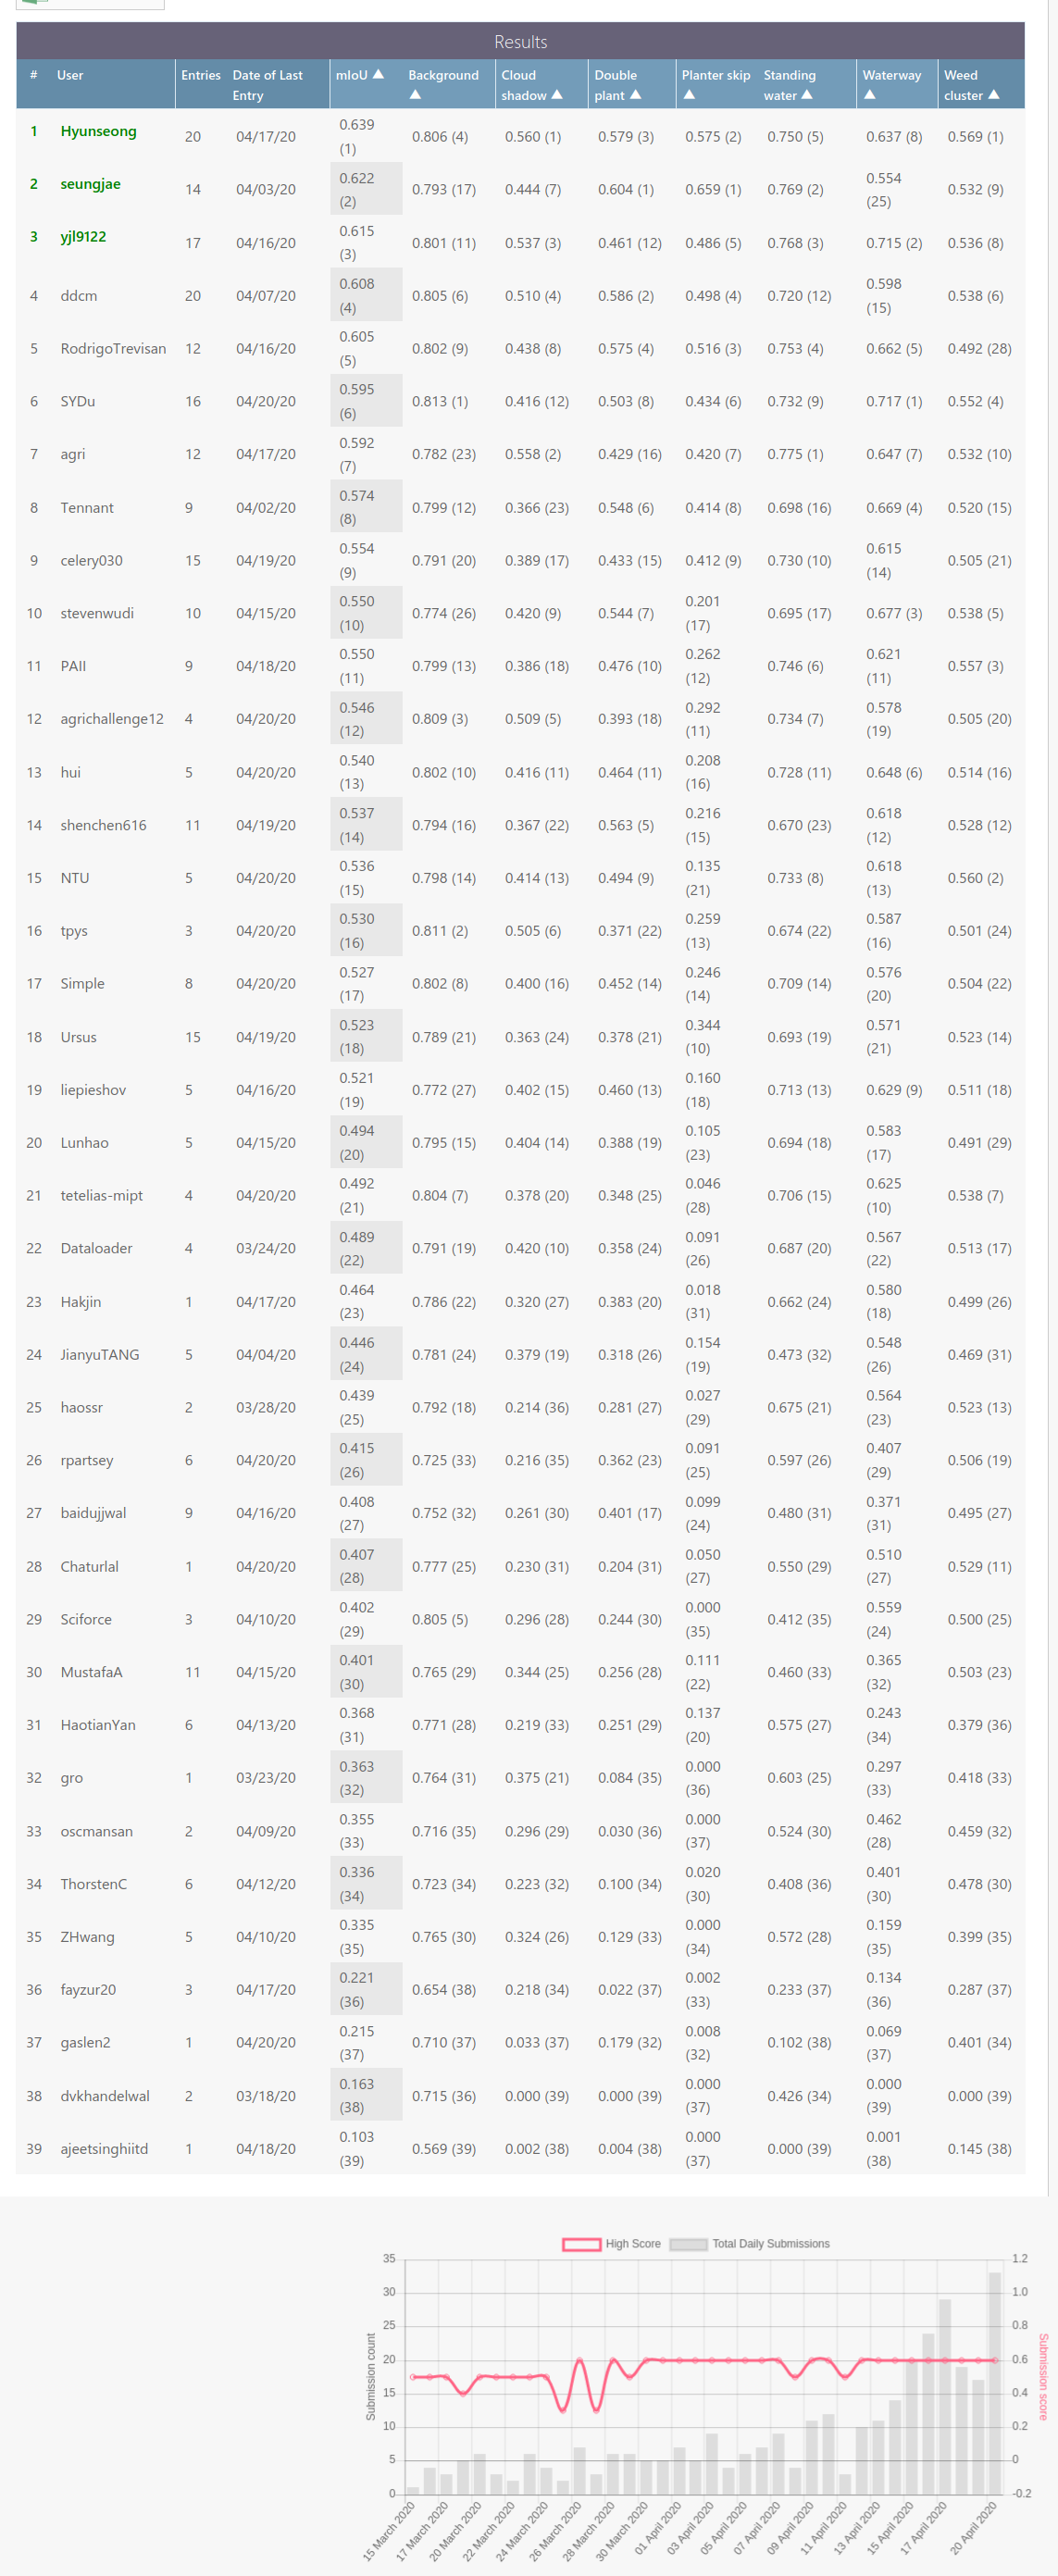 Results
# User Entries Date of Last Entry mIoU ▲ Background ▲ Cloud shadow ▲ Double plant ▲ Planter skip ▲ Standing water ▲ Waterway ▲ Weed cluster ▲
1 Hyunseong 20 04/17/20 0.639 (1) 0.806 (4) 0.560 (1) 0.579 (3) 0.575 (2) 0.750 (5) 0.637 (8) 0.569 (1)
2 seungjae 14 04/03/20 0.622 (2) 0.793 (17) 0.444 (7) 0.604 (1) 0.659 (1) 0.769 (2) 0.554 (25) 0.532 (9)
3 yjl9122 17 04/16/20 0.615 (3) 0.801 (11) 0.537 (3) 0.461 (12) 0.486 (5) 0.768 (3) 0.715 (2) 0.536 (8)
4 ddcm 20 04/07/20 0.608 (4) 0.805 (6) 0.510 (4) 0.586 (2) 0.498 (4) 0.720 (12) 0.598 (15) 0.538 (6)
5 RodrigoTrevisan 12 04/16/20 0.605 (5) 0.802 (9) 0.438 (8) 0.575 (4) 0.516 (3) 0.753 (4) 0.662 (5) 0.492 (28)
6 SYDu 16 04/20/20 0.595 (6) 0.813 (1) 0.416 (12) 0.503 (8) 0.434 (6) 0.732 (9) 0.717 (1) 0.552 (4)
7 agri 12 04/17/20 0.592 (7) 0.782 (23) 0.558 (2) 0.429 (16) 0.420 (7) 0.775 (1) 0.647 (7) 0.532 (10)
8 Tennant 9 04/02/20 0.574 (8) 0.799 (12) 0.366 (23) 0.548 (6) 0.414 (8) 0.698 (16) 0.669 (4) 0.520 (15)
9 celery030 15 04/19/20 0.554 (9) 0.791 (20) 0.389 (17) 0.433 (15) 0.412 (9) 0.730 (10) 0.615 (14) 0.505 (21)
10 stevenwudi 10 04/15/20 0.550 (10) 0.774 (26) 0.420 (9) 0.544 (7) 0.201 (17) 0.695 (17) 0.677 (3) 0.538 (5)
11 PAII 9 04/18/20 0.550 (11) 0.799 (13) 0.386 (18) 0.476 (10) 0.262 (12) 0.746 (6) 0.621 (11) 0.557 (3)
12 agrichallenge12 4 04/20/20 0.546 (12) 0.809 (3) 0.509 (5) 0.393 (18) 0.292 (11) 0.734 (7) 0.578 (19) 0.505 (20)
13 hui 5 04/20/20 0.540 (13) 0.802 (10) 0.416 (11) 0.464 (11) 0.208 (16) 0.728 (11) 0.648 (6) 0.514 (16)
14 shenchen616 11 04/19/20 0.537 (14) 0.794 (16) 0.367 (22) 0.563 (5) 0.216 (15) 0.670 (23) 0.618 (12) 0.528 (12)
15 NTU 5 04/20/20 0.536 (15) 0.798 (14) 0.414 (13) 0.494 (9) 0.135 (21) 0.733 (8) 0.618 (13) 0.560 (2)
16 tpys 3 04/20/20 0.530 (16) 0.811 (2) 0.505 (6) 0.371 (22) 0.259 (13) 0.674 (22) 0.587 (16) 0.501 (24)
17 Simple 8 04/20/20 0.527 (17) 0.802 (8) 0.400 (16) 0.452 (14) 0.246 (14) 0.709 (14) 0.576 (20) 0.504 (22)
18 Ursus 15 04/19/20 0.523 (18) 0.789 (21) 0.363 (24) 0.378 (21) 0.344 (10) 0.693 (19) 0.571 (21) 0.523 (14)
19 liepieshov 5 04/16/20 0.521 (19) 0.772 (27) 0.402 (15) 0.460 (13) 0.160 (18) 0.713 (13) 0.629 (9) 0.511 (18)
20 Lunhao 5 04/15/20 0.494 (20) 0.795 (15) 0.404 (14) 0.388 (19) 0.105 (23) 0.694 (18) 0.583 (17) 0.491 (29)
21 tetelias-mipt 4 04/20/20 0.492 (21) 0.804 (7) 0.378 (20) 0.348 (25) 0.046 (28) 0.706 (15) 0.625 (10) 0.538 (7)
22 Dataloader 4 03/24/20 0.489 (22) 0.791 (19) 0.420 (10) 0.358 (24) 0.091 (26) 0.687 (20) 0.567 (22) 0.513 (17)
23 Hakjin 1 04/17/20 0.464 (23) 0.786 (22) 0.320 (27) 0.383 (20) 0.018 (31) 0.662 (24) 0.580 (18) 0.499 (26)
24 JianyuTANG 5 04/04/20 0.446 (24) 0.781 (24) 0.379 (19) 0.318 (26) 0.154 (19) 0.473 (32) 0.548 (26) 0.469 (31)
25 haossr 2 03/28/20 0.439 (25) 0.792 (18) 0.214 (36) 0.281 (27) 0.027 (29) 0.675 (21) 0.564 (23) 0.523 (13)
26 rpartsey 6 04/20/20 0.415 (26) 0.725 (33) 0.216 (35) 0.362 (23) 0.091 (25) 0.597 (26) 0.407 (29) 0.506 (19)
27 baidujjwal 9 04/16/20 0.408 (27) 0.752 (32) 0.261 (30) 0.401 (17) 0.099 (24) 0.480 (31) 0.371 (31) 0.495 (27)
28 Chaturlal 1 04/20/20 0.407 (28) 0.777 (25) 0.230 (31) 0.204 (31) 0.050 (27) 0.550 (29) 0.510 (27) 0.529 (11)
29 Sciforce 3 04/10/20 0.402 (29) 0.805 (5) 0.296 (28) 0.244 (30) 0.000 (35) 0.412 (35) 0.559 (24) 0.500 (25)
30 MustafaA 11 04/15/20 0.401 (30) 0.765 (29) 0.344 (25) 0.256 (28) 0.111 (22) 0.460 (33) 0.365 (32) 0.503 (23)
31 HaotianYan 6 04/13/20 0.368 (31) 0.771 (28) 0.219 (33) 0.251 (29) 0.137 (20) 0.575 (27) 0.243 (34) 0.379 (36)
32 gro 1 03/23/20 0.363 (32) 0.764 (31) 0.375 (21) 0.084 (35) 0.000 (36) 0.603 (25) 0.297 (33) 0.418 (33)
33 oscmansan 2 04/09/20 0.355 (33) 0.716 (35) 0.296 (29) 0.030 (36) 0.000 (37) 0.524 (30) 0.462 (28) 0.459 (32)
34 ThorstenC 6 04/12/20 0.336 (34) 0.723 (34) 0.223 (32) 0.100 (34) 0.020 (30) 0.408 (36) 0.401 (30) 0.478 (30)
35 ZHwang 5 04/10/20 0.335 (35) 0.765 (30) 0.324 (26) 0.129 (33) 0.000 (34) 0.572 (28) 0.159 (35) 0.399 (35)
36 fayzur20 3 04/17/20 0.221 (36) 0.654 (38) 0.218 (34) 0.022 (37) 0.002 (33) 0.233 (37) 0.134 (36) 0.287 (37)
37 gaslen2 1 04/20/20 0.215 (37) 0.710 (37) 0.033 (37) 0.179 (32) 0.008 (32) 0.102 (38) 0.069 (37) 0.401 (34)
38 dvkhandelwal 2 03/18/20 0.163 (38) 0.715 (36) 0.000 (39) 0.000 (39) 0.000 (37) 0.426 (34) 0.000 (39) 0.000 (39)
39 ajeetsinghiitd 1 04/18/20 0.103 (39) 0.569 (39) 0.002 (38) 0.004 (38) 0.000 (37) 0.000 (39) 0.001 (38) 0.145 (38)
High Score Total Daily Submissions
35 1.2
30 1.0
25 0.8
20 0.6
15 0.4
10 0.2
5 0
0 -0.2
Submission count
Submission score
15 March 2020 17 March 2020 20 March 2020 22 March 2020 24 March 2020 26 March 2020 28 March 2020 30 March 2020 01 April 2020 03 April 2020 05 April 2020 07 April 2020 09 April 2020 11 April 2020 13 April 2020 15 April 2020 17 April 2020 20 April 2020